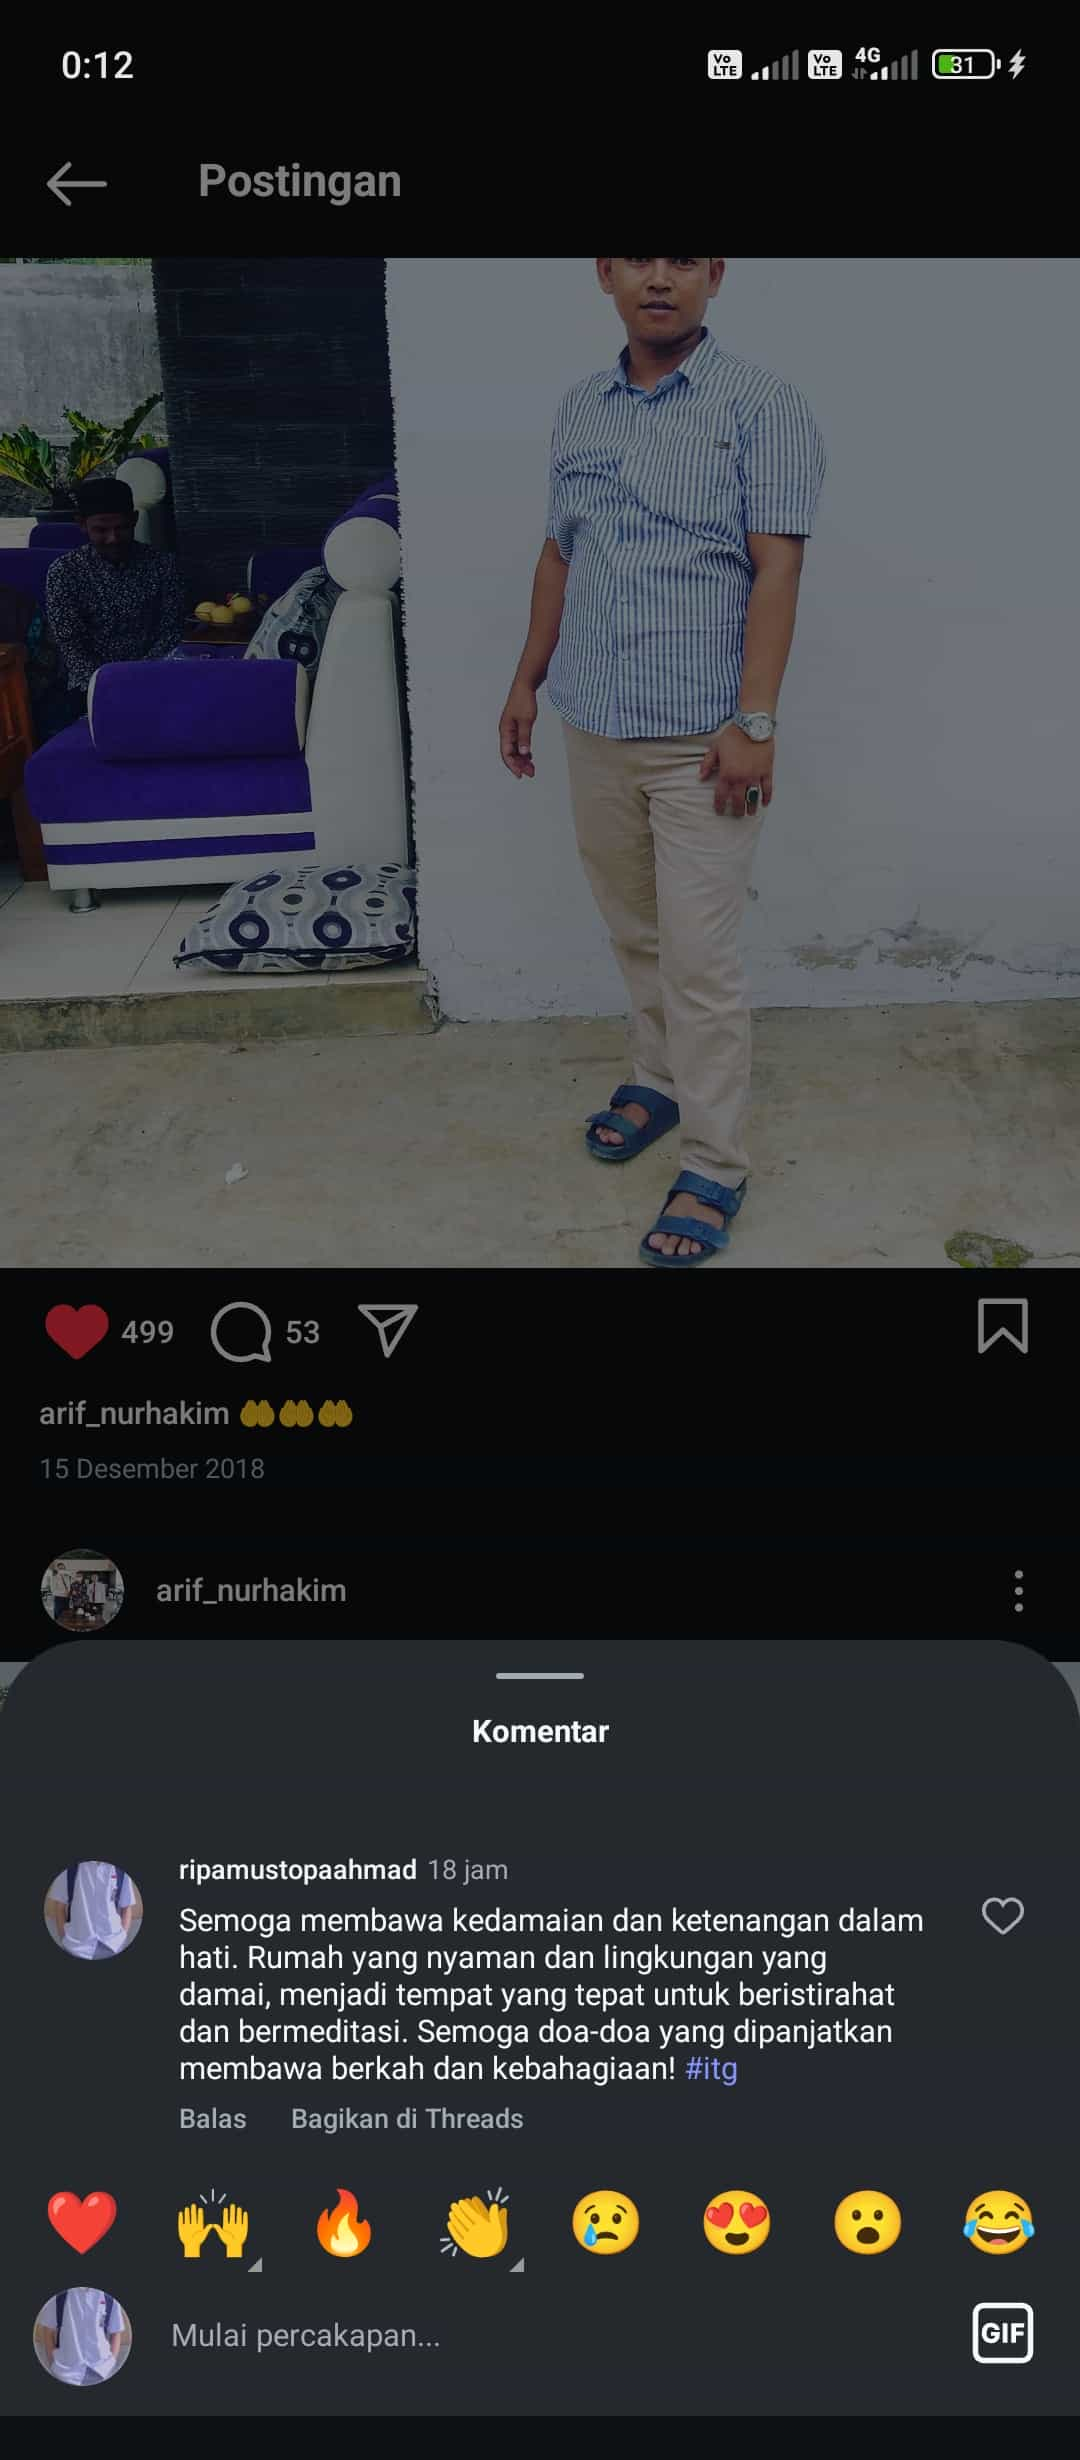 0:12
Vo LTE Vo LTE 4G 31
Postingan
499 53
arif_nurhakim 🤲🤲🤲
15 Desember 2018
arif_nurhakim
Komentar
ripamustopaahmad 18 jam
Semoga membawa kedamaian dan ketenangan dalam
hati. Rumah yang nyaman dan lingkungan yang
damai, menjadi tempat yang tepat untuk beristirahat
dan bermeditasi. Semoga doa-doa yang dipanjatkan
membawa berkah dan kebahagiaan! #itg
Balas Bagikan di Threads
❤️ 🙌 🔥 👏 😢 😍 😮 😂
Mulai percakapan... GIF